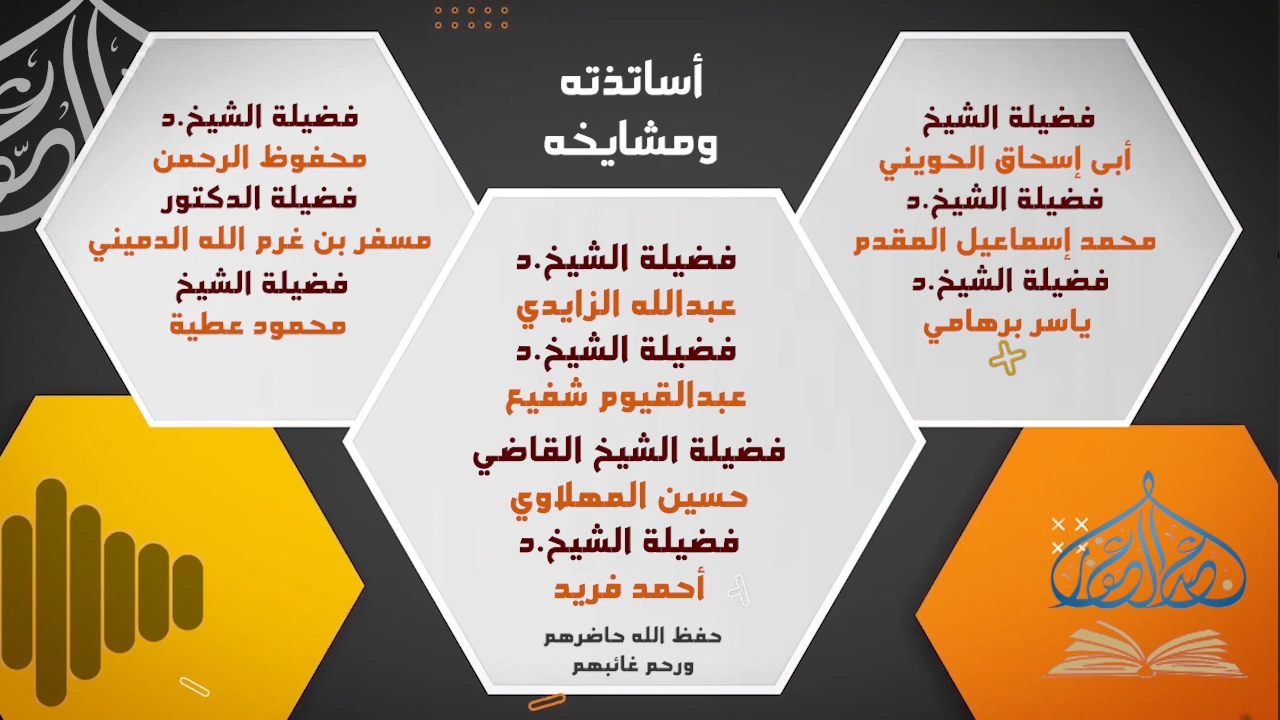 أساتذته
ومشايخه
فضيلة الشيخ
أبى إسحاق الحويني
فضيلة الشيخ.د
محمد إسماعيل المقدم
فضيلة الشيخ.د
ياسر برهامي
فضيلة الشيخ.د
عبدالله الزايدي
فضيلة الشيخ.د
عبدالقيوم شفيع
فضيلة الشيخ القاضي
حسين المهلاوي
فضيلة الشيخ.د
أحمد فريد
حفظ الله حاضرهم
ورحم غائبهم
فضيلة الشيخ.د
محفوظ الرحمن
فضيلة الدكتور
مسفر بن غرم الله الدميني
فضيلة الشيخ
محمود عطية